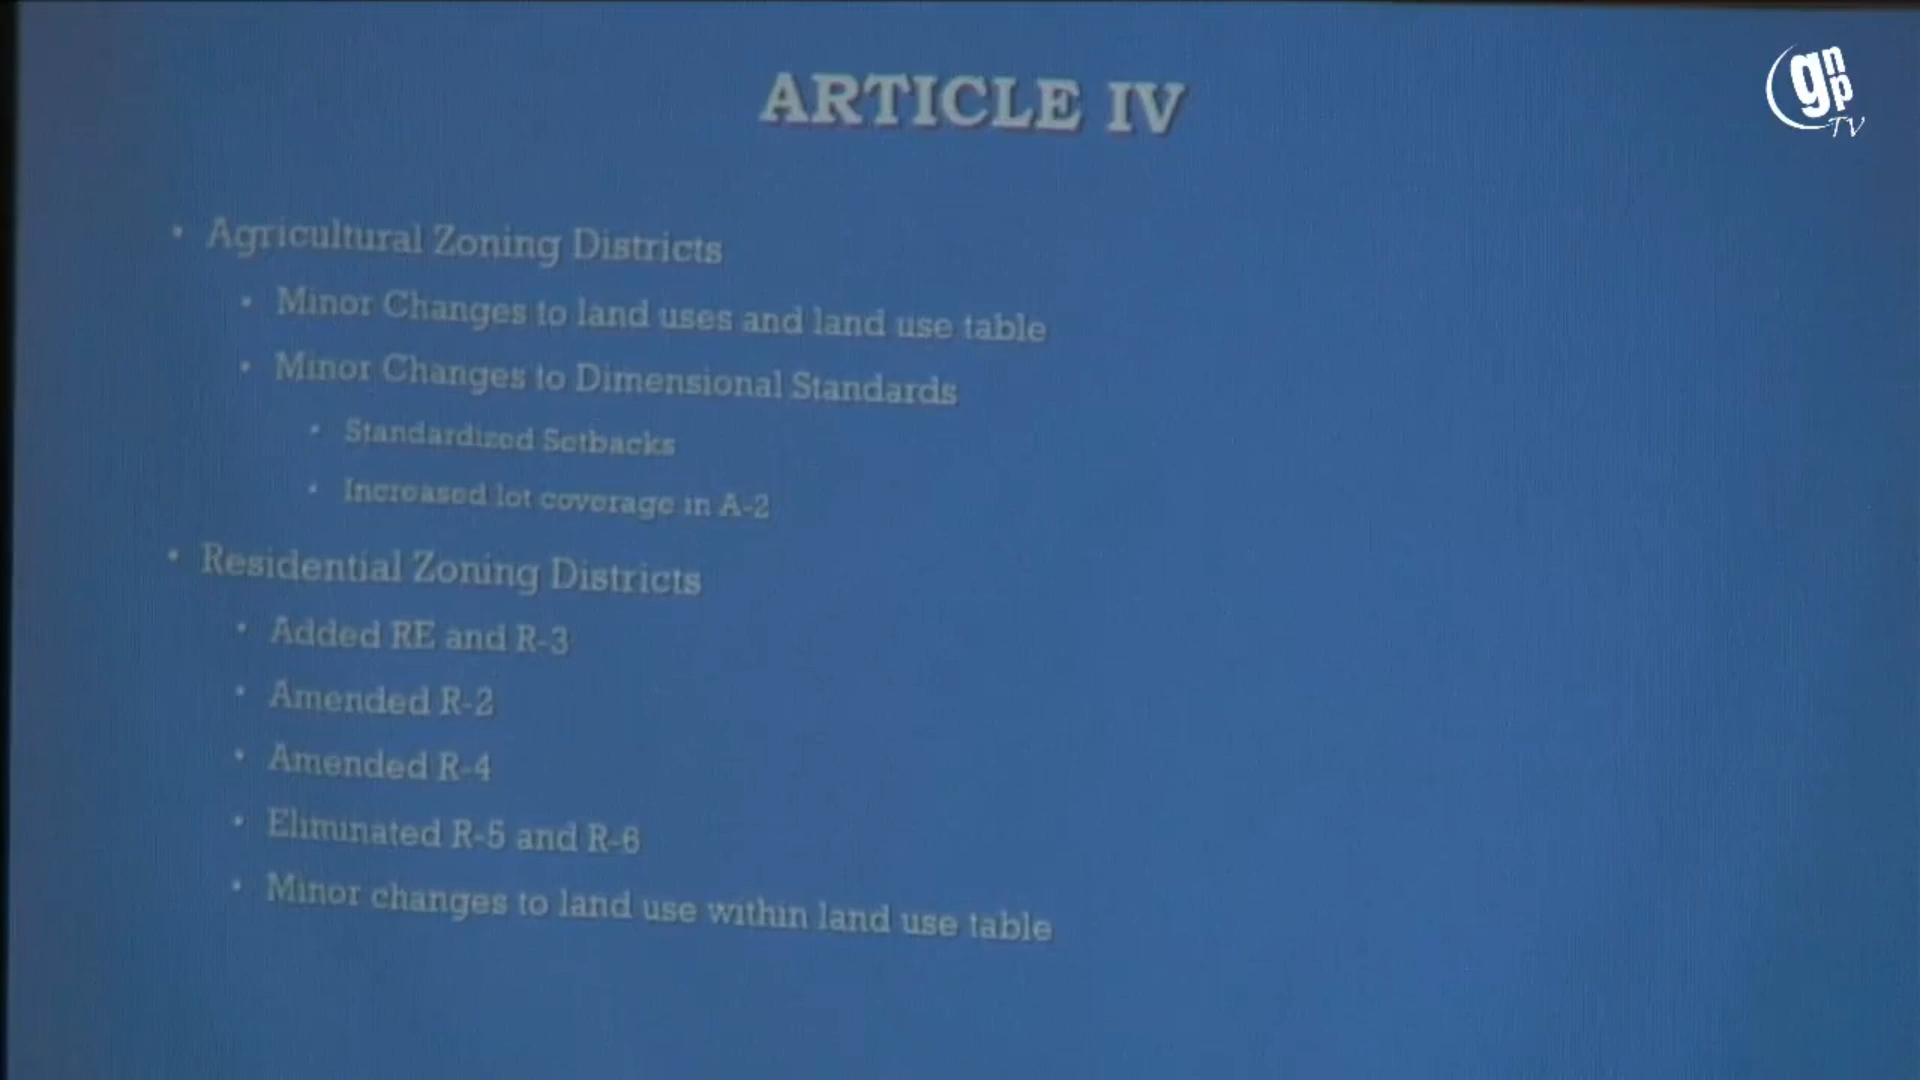 gnp
TV
ARTICLE IV
• Agricultural Zoning Districts
• Minor Changes to land uses and land use table
• Minor Changes to Dimensional Standards
• Standardized Setbacks
• Increased lot coverage in A-2
• Residential Zoning Districts
• Added RE and R-3
• Amended R-2
• Amended R-4
• Eliminated R-5 and R-6
• Minor changes to land use within land use table